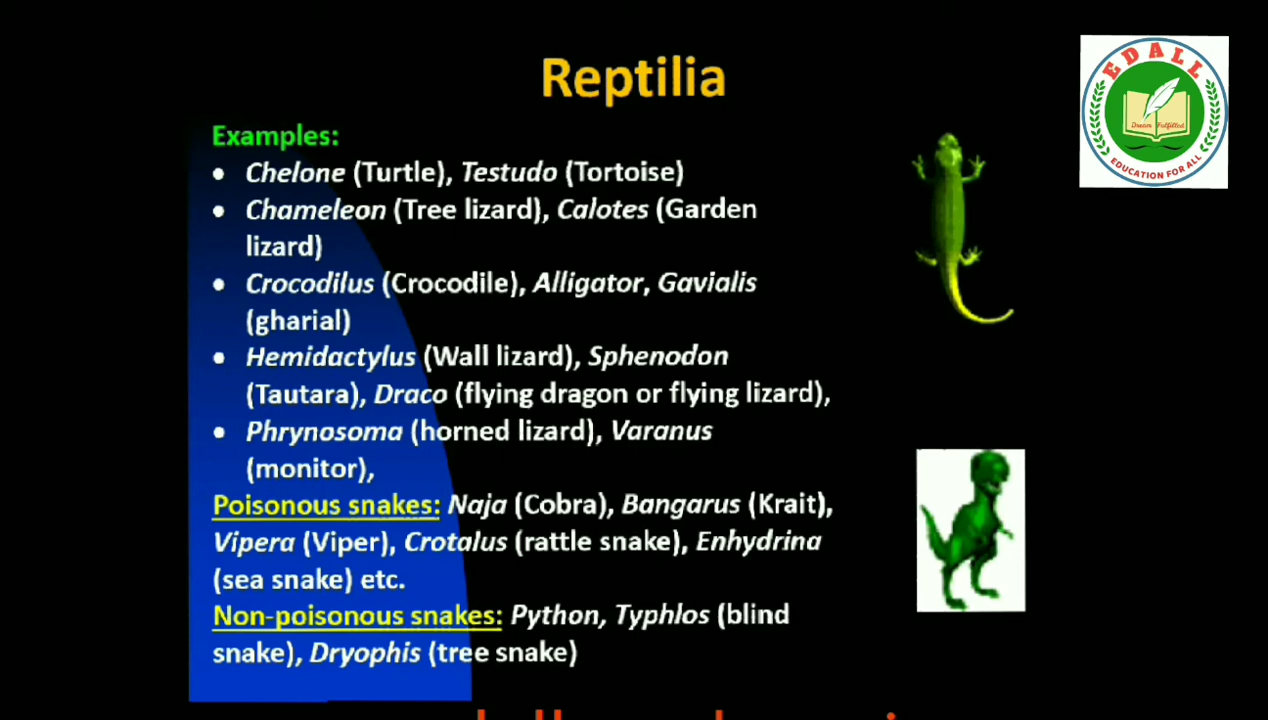 Reptilia
EDALL
Dream Fulfilled
EDUCATION FOR ALL
Examples:
• Chelone (Turtle), Testudo (Tortoise)
• Chameleon (Tree lizard), Calotes (Garden
lizard)
• Crocodilus (Crocodile), Alligator, Gavialis
(gharial)
• Hemidactylus (Wall lizard), Sphenodon
(Tautara), Draco (flying dragon or flying lizard),
• Phrynosoma (horned lizard), Varanus
(monitor),
Poisonous snakes: Naja (Cobra), Bangarus (Krait),
Vipera (Viper), Crotalus (rattle snake), Enhydrina
(sea snake) etc.
Non-poisonous snakes: Python, Typhlos (blind
snake), Dryophis (tree snake)